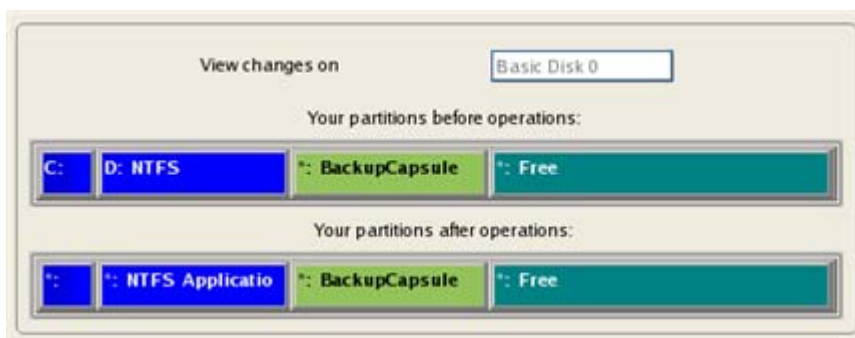 View changes on Basic Disk 0
Your partitions before operations:
C: D: NTFS *: BackupCapsule *: Free
Your partitions after operations:
*: *: NTFS Applicatio *: BackupCapsule *: Free